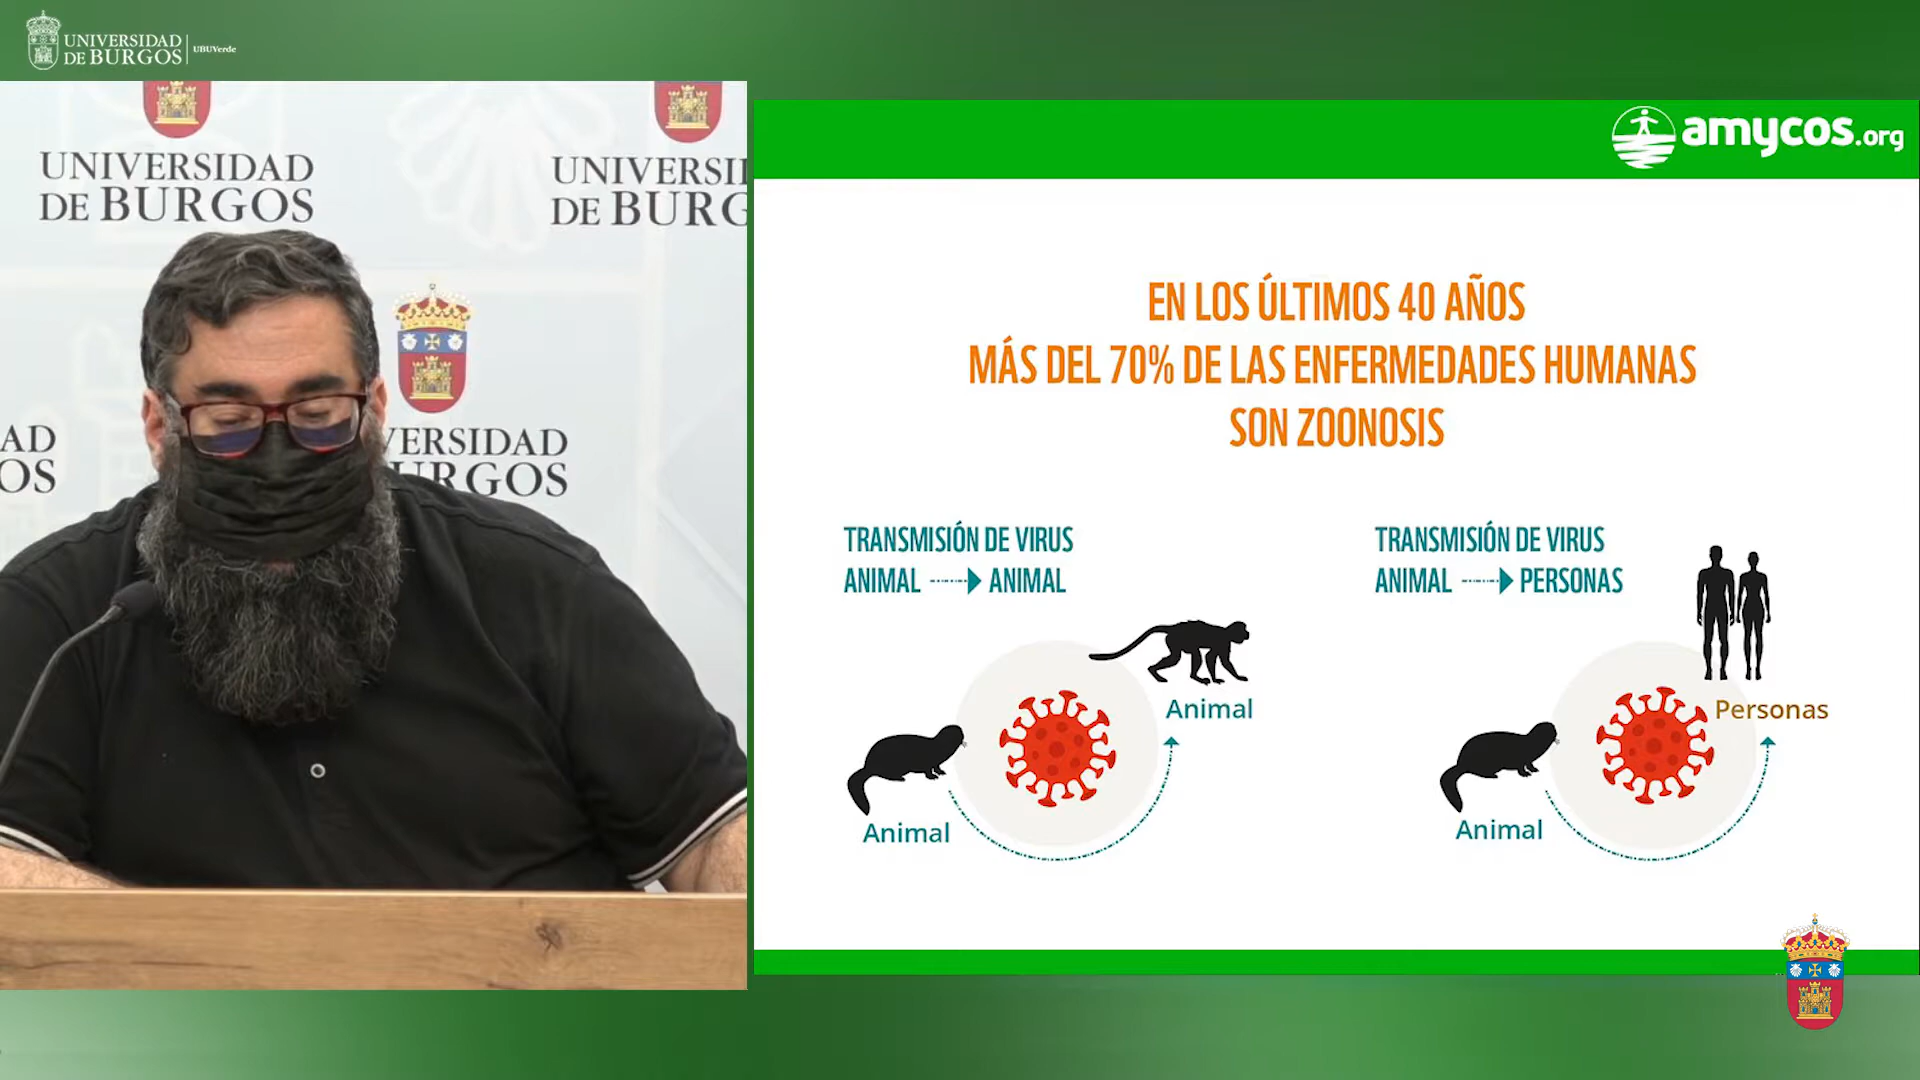 UNIVERSIDAD
DE BURGOS
UBUVerde
UNIVERSIDAD
DE BURGOS
UNIVERSI
DE BURG
AD
OS
VERSIDAD
URGOS
amycos.org
EN LOS ÚLTIMOS 40 AÑOS
MÁS DEL 70% DE LAS ENFERMEDADES HUMANAS
SON ZOONOSIS
TRANSMISIÓN DE VIRUS
ANIMAL ANIMAL
Animal
Animal
TRANSMISIÓN DE VIRUS
ANIMAL PERSONAS
Personas
Animal